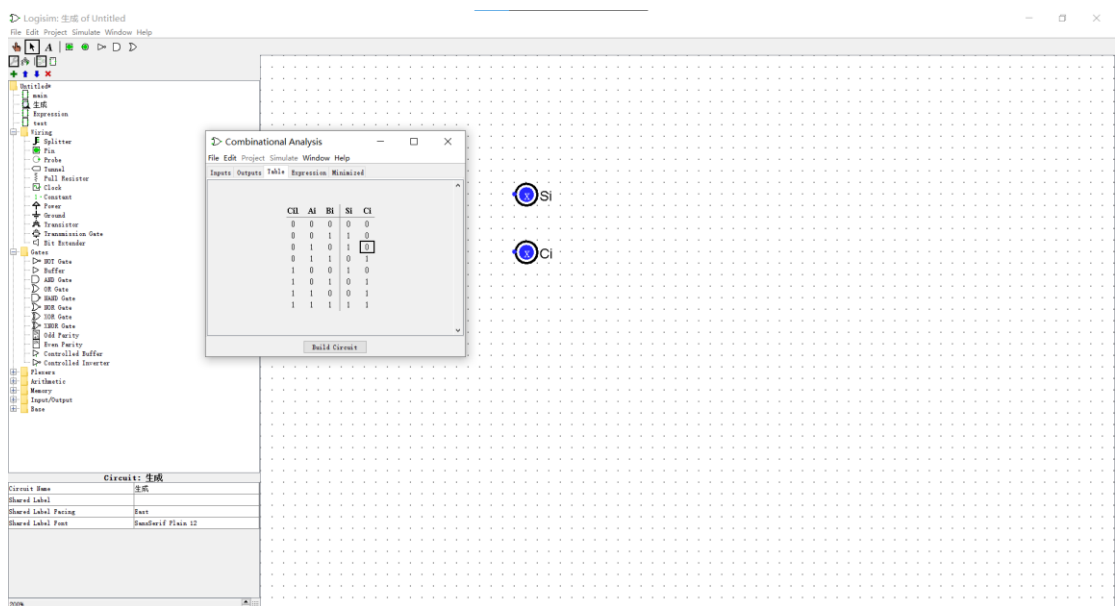 Logisim: 生成 of Untitled
File Edit Project Simulate Window Help
A
Untitled*
main
生成
Expression
test
Wiring
Splitter
Pin
Probe
Tunnel
Pull Resistor
Clock
Constant
Power
Ground
Transistor
Transmission Gate
Bit Extender
Gates
NOT Gate
Buffer
AND Gate
OR Gate
NAND Gate
NOR Gate
XOR Gate
XNOR Gate
Odd Parity
Even Parity
Controlled Buffer
Controlled Inverter
Plexers
Arithmetic
Memory
Input/Output
Base
Circuit: 生成
Circuit Name 生成
Shared Label
Shared Label Facing East
Shared Label Font SansSerif Plain 12
200%
Combinational Analysis
File Edit Project Simulate Window Help
Inputs Outputs Table Expression Minimized
Ci1 Ai Bi Si Ci
0 0 0 0 0
0 0 1 1 0
0 1 0 1 0
0 1 1 0 1
1 0 0 1 0
1 0 1 0 1
1 1 0 0 1
1 1 1 1 1
Build Circuit
x Si
x Ci